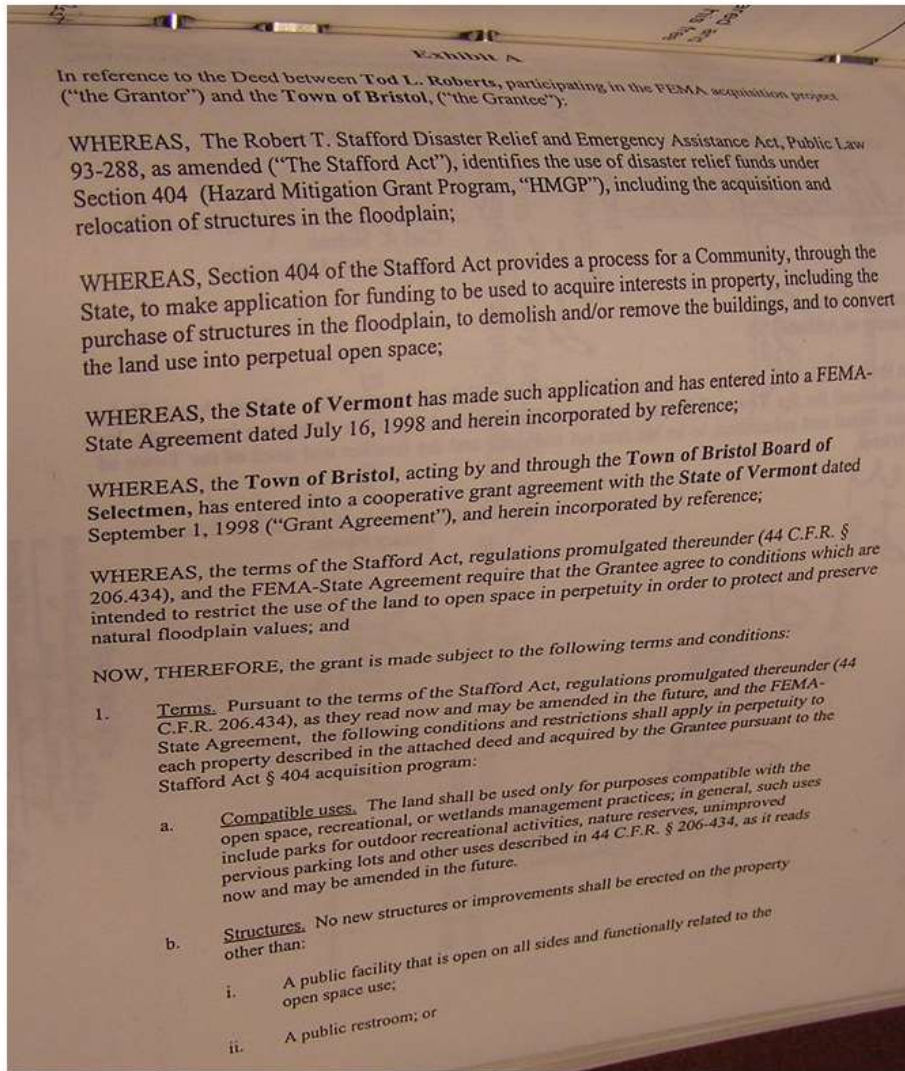 Exhibit A
In reference to the Deed between Tod L. Roberts, participating in the FEMA acquisition project
("the Grantor") and the Town of Bristol, ("the Grantee"):
WHEREAS, The Robert T. Stafford Disaster Relief and Emergency Assistance Act, Public Law
93-288, as amended ("The Stafford Act"), identifies the use of disaster relief funds under
Section 404 (Hazard Mitigation Grant Program, "HMGP"), including the acquisition and
relocation of structures in the floodplain;
WHEREAS, Section 404 of the Stafford Act provides a process for a Community, through the
State, to make application for funding to be used to acquire interests in property, including the
purchase of structures in the floodplain, to demolish and/or remove the buildings, and to convert
the land use into perpetual open space;
WHEREAS, the State of Vermont has made such application and has entered into a FEMA-
State Agreement dated July 16, 1998 and herein incorporated by reference;
WHEREAS, the Town of Bristol, acting by and through the Town of Bristol Board of
Selectmen, has entered into a cooperative grant agreement with the State of Vermont dated
September 1, 1998 ("Grant Agreement"), and herein incorporated by reference;
WHEREAS, the terms of the Stafford Act, regulations promulgated thereunder (44 C.F.R. §
206.434), and the FEMA-State Agreement require that the Grantee agree to conditions which are
intended to restrict the use of the land to open space in perpetuity in order to protect and preserve
natural floodplain values; and
NOW, THEREFORE, the grant is made subject to the following terms and conditions:
1. Terms. Pursuant to the terms of the Stafford Act, regulations promulgated thereunder (44
C.F.R. 206.434), as they read now and may be amended in the future, and the FEMA-
State Agreement, the following conditions and restrictions shall apply in perpetuity to
each property described in the attached deed and acquired by the Grantee pursuant to the
Stafford Act § 404 acquisition program:
a. Compatible uses. The land shall be used only for purposes compatible with the
open space, recreational, or wetlands management practices; in general, such uses
include parks for outdoor recreational activities, nature reserves, unimproved
pervious parking lots and other uses described in 44 C.F.R. § 206-434, as it reads
now and may be amended in the future.
b. Structures. No new structures or improvements shall be erected on the property
other than:
i. A public facility that is open on all sides and functionally related to the
open space use;
ii. A public restroom; or